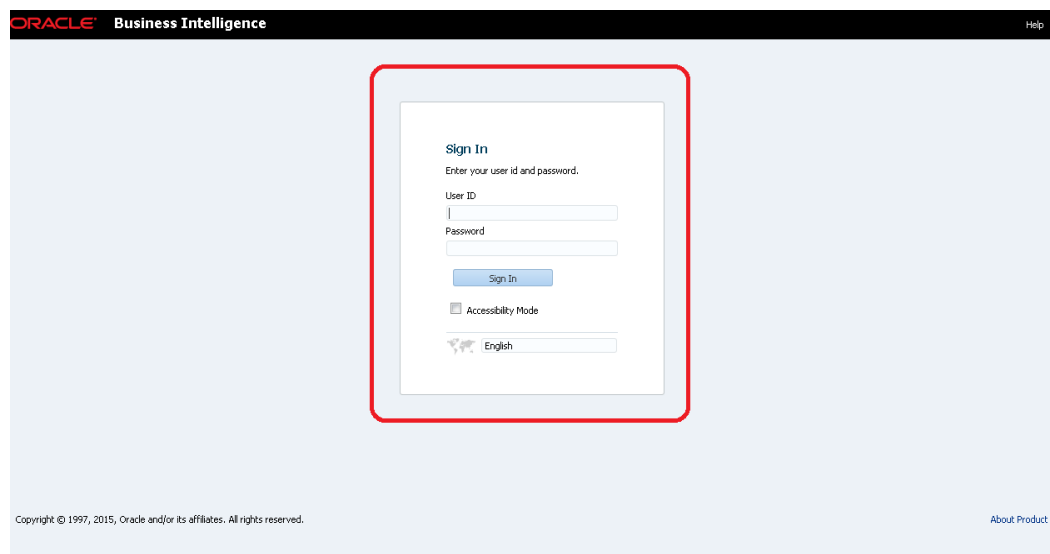 ORACLE Business Intelligence
Help
Sign In
Enter your user id and password.
User ID
Password
Sign In
Accessibility Mode
English
Copyright © 1997, 2015, Oracle and/or its affiliates. All rights reserved.
About Product